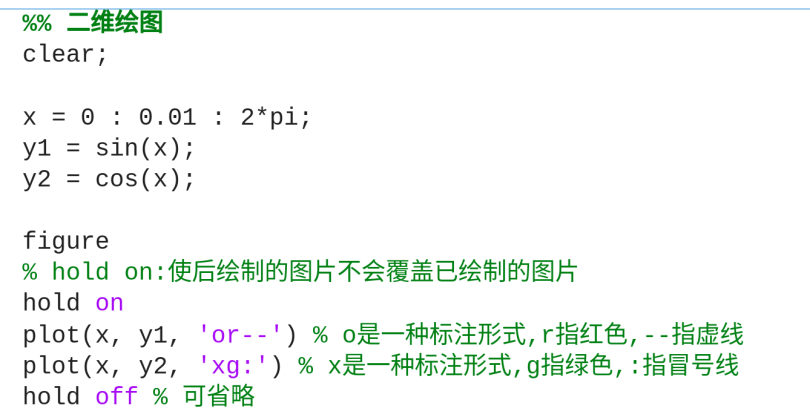 %% 二维绘图
clear;
x = 0 : 0.01 : 2*pi;
y1 = sin(x);
y2 = cos(x);
figure
% hold on:使后绘制的图片不会覆盖已绘制的图片
hold on
plot(x, y1, 'or--') % o是一种标注形式,r指红色,--指虚线
plot(x, y2, 'xg:') % x是一种标注形式,g指绿色,:指冒号线
hold off % 可省略